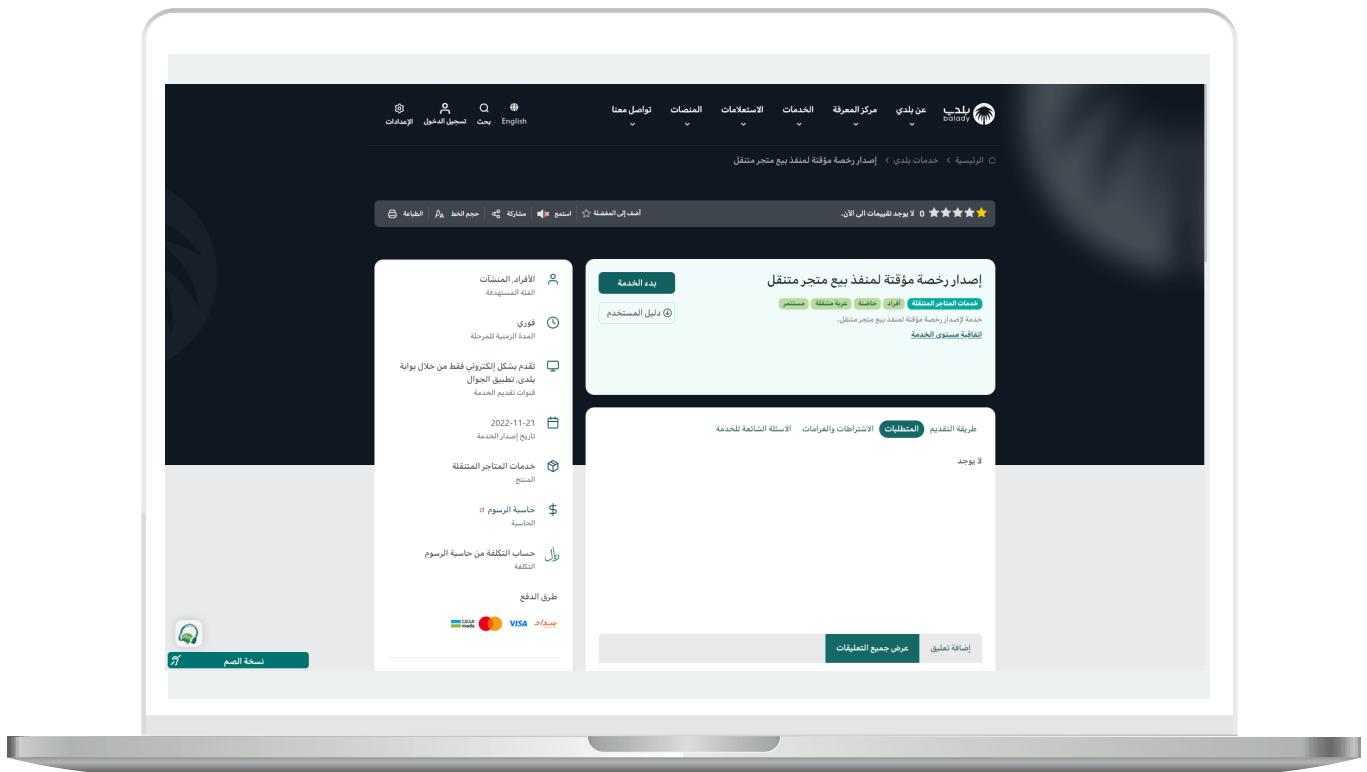 بلدي
balady
عن بلدي
مركز المعرفة
الخدمات
الاستعلامات
المنصات
تواصل معنا
English
بحث
تسجيل الدخول
الإعدادات
الرئيسية > خدمات بلدي > إصدار رخصة مؤقتة لمنفذ بيع متجر متنقل
0 لا يوجد تقييمات الى الآن.
أضف إلى المفضلة
استمع
مشاركة
حجم الخط
الطباعة
إصدار رخصة مؤقتة لمنفذ بيع متجر متنقل
بدء الخدمة
خدمات المتاجر المتنقلة أفراد حاضنة عربة متنقلة مستثمر
دليل المستخدم
خدمة لإصدار رخصة مؤقتة لمنفذ بيع متجر متنقل.
اتفاقية مستوى الخدمة
طريقة التقديم
المتطلبات
الاشتراطات والغرامات
الاسئلة الشائعة للخدمة
لا يوجد
إضافة تعليق
عرض جميع التعليقات
الأفراد, المنشآت
الفئة المستهدفة
فوري
المدة الزمنية للمرحلة
تقدم بشكل إلكتروني فقط من خلال بوابة
بلدي, تطبيق الجوال
قنوات تقديم الخدمة
2022-11-21
تاريخ إصدار الخدمة
خدمات المتاجر المتنقلة
المنتج
حاسبة الرسوم
الحاسبة
حساب التكلفة من حاسبة الرسوم
التكلفة
طرق الدفع
سداد
VISA
مدى
mada
نسخة الصم